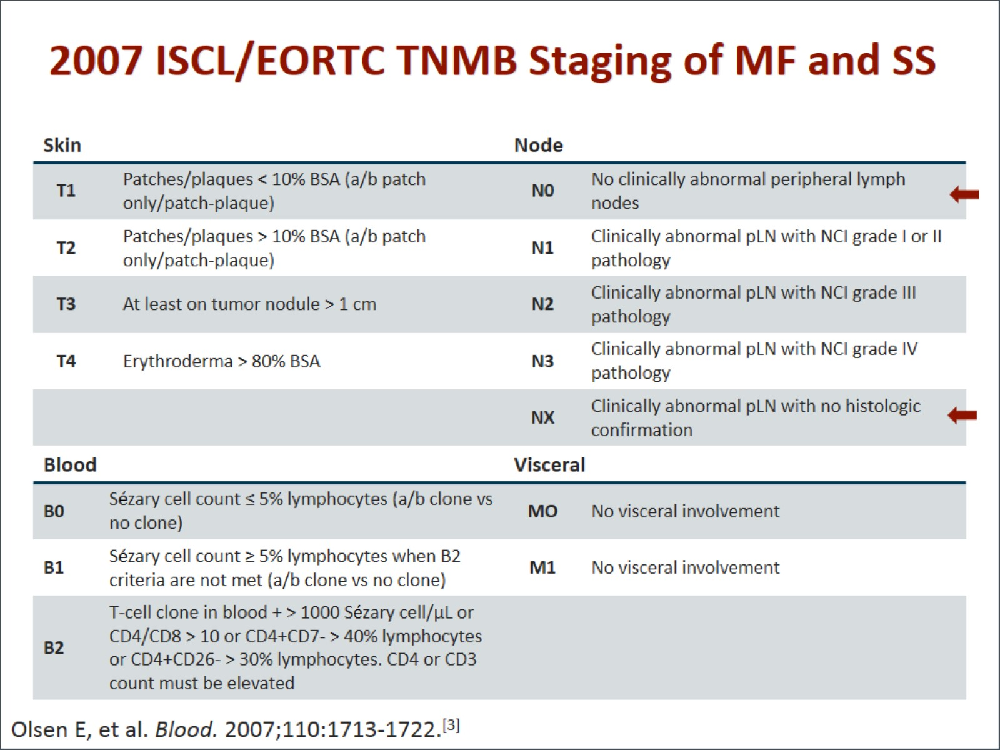 2007 ISCL/EORTC TNMB Staging of MF and SS
Skin
T1
Patches/plaques < 10% BSA (a/b patch
only/patch-plaque)
T2
Patches/plaques > 10% BSA (a/b patch
only/patch-plaque)
T3
At least on tumor nodule > 1 cm
T4
Erythroderma > 80% BSA
Node
N0
No clinically abnormal peripheral lymph
nodes
N1
Clinically abnormal pLN with NCI grade I or II
pathology
N2
Clinically abnormal pLN with NCI grade III
pathology
N3
Clinically abnormal pLN with NCI grade IV
pathology
NX
Clinically abnormal pLN with no histologic
confirmation
Blood
B0
Sézary cell count ≤ 5% lymphocytes (a/b clone vs
no clone)
B1
Sézary cell count ≥ 5% lymphocytes when B2
criteria are not met (a/b clone vs no clone)
B2
T-cell clone in blood + > 1000 Sézary cell/µL or
CD4/CD8 > 10 or CD4+CD7- > 40% lymphocytes
or CD4+CD26- > 30% lymphocytes. CD4 or CD3
count must be elevated
Visceral
MO
No visceral involvement
M1
No visceral involvement
Olsen E, et al. Blood. 2007;110:1713-1722.[3]